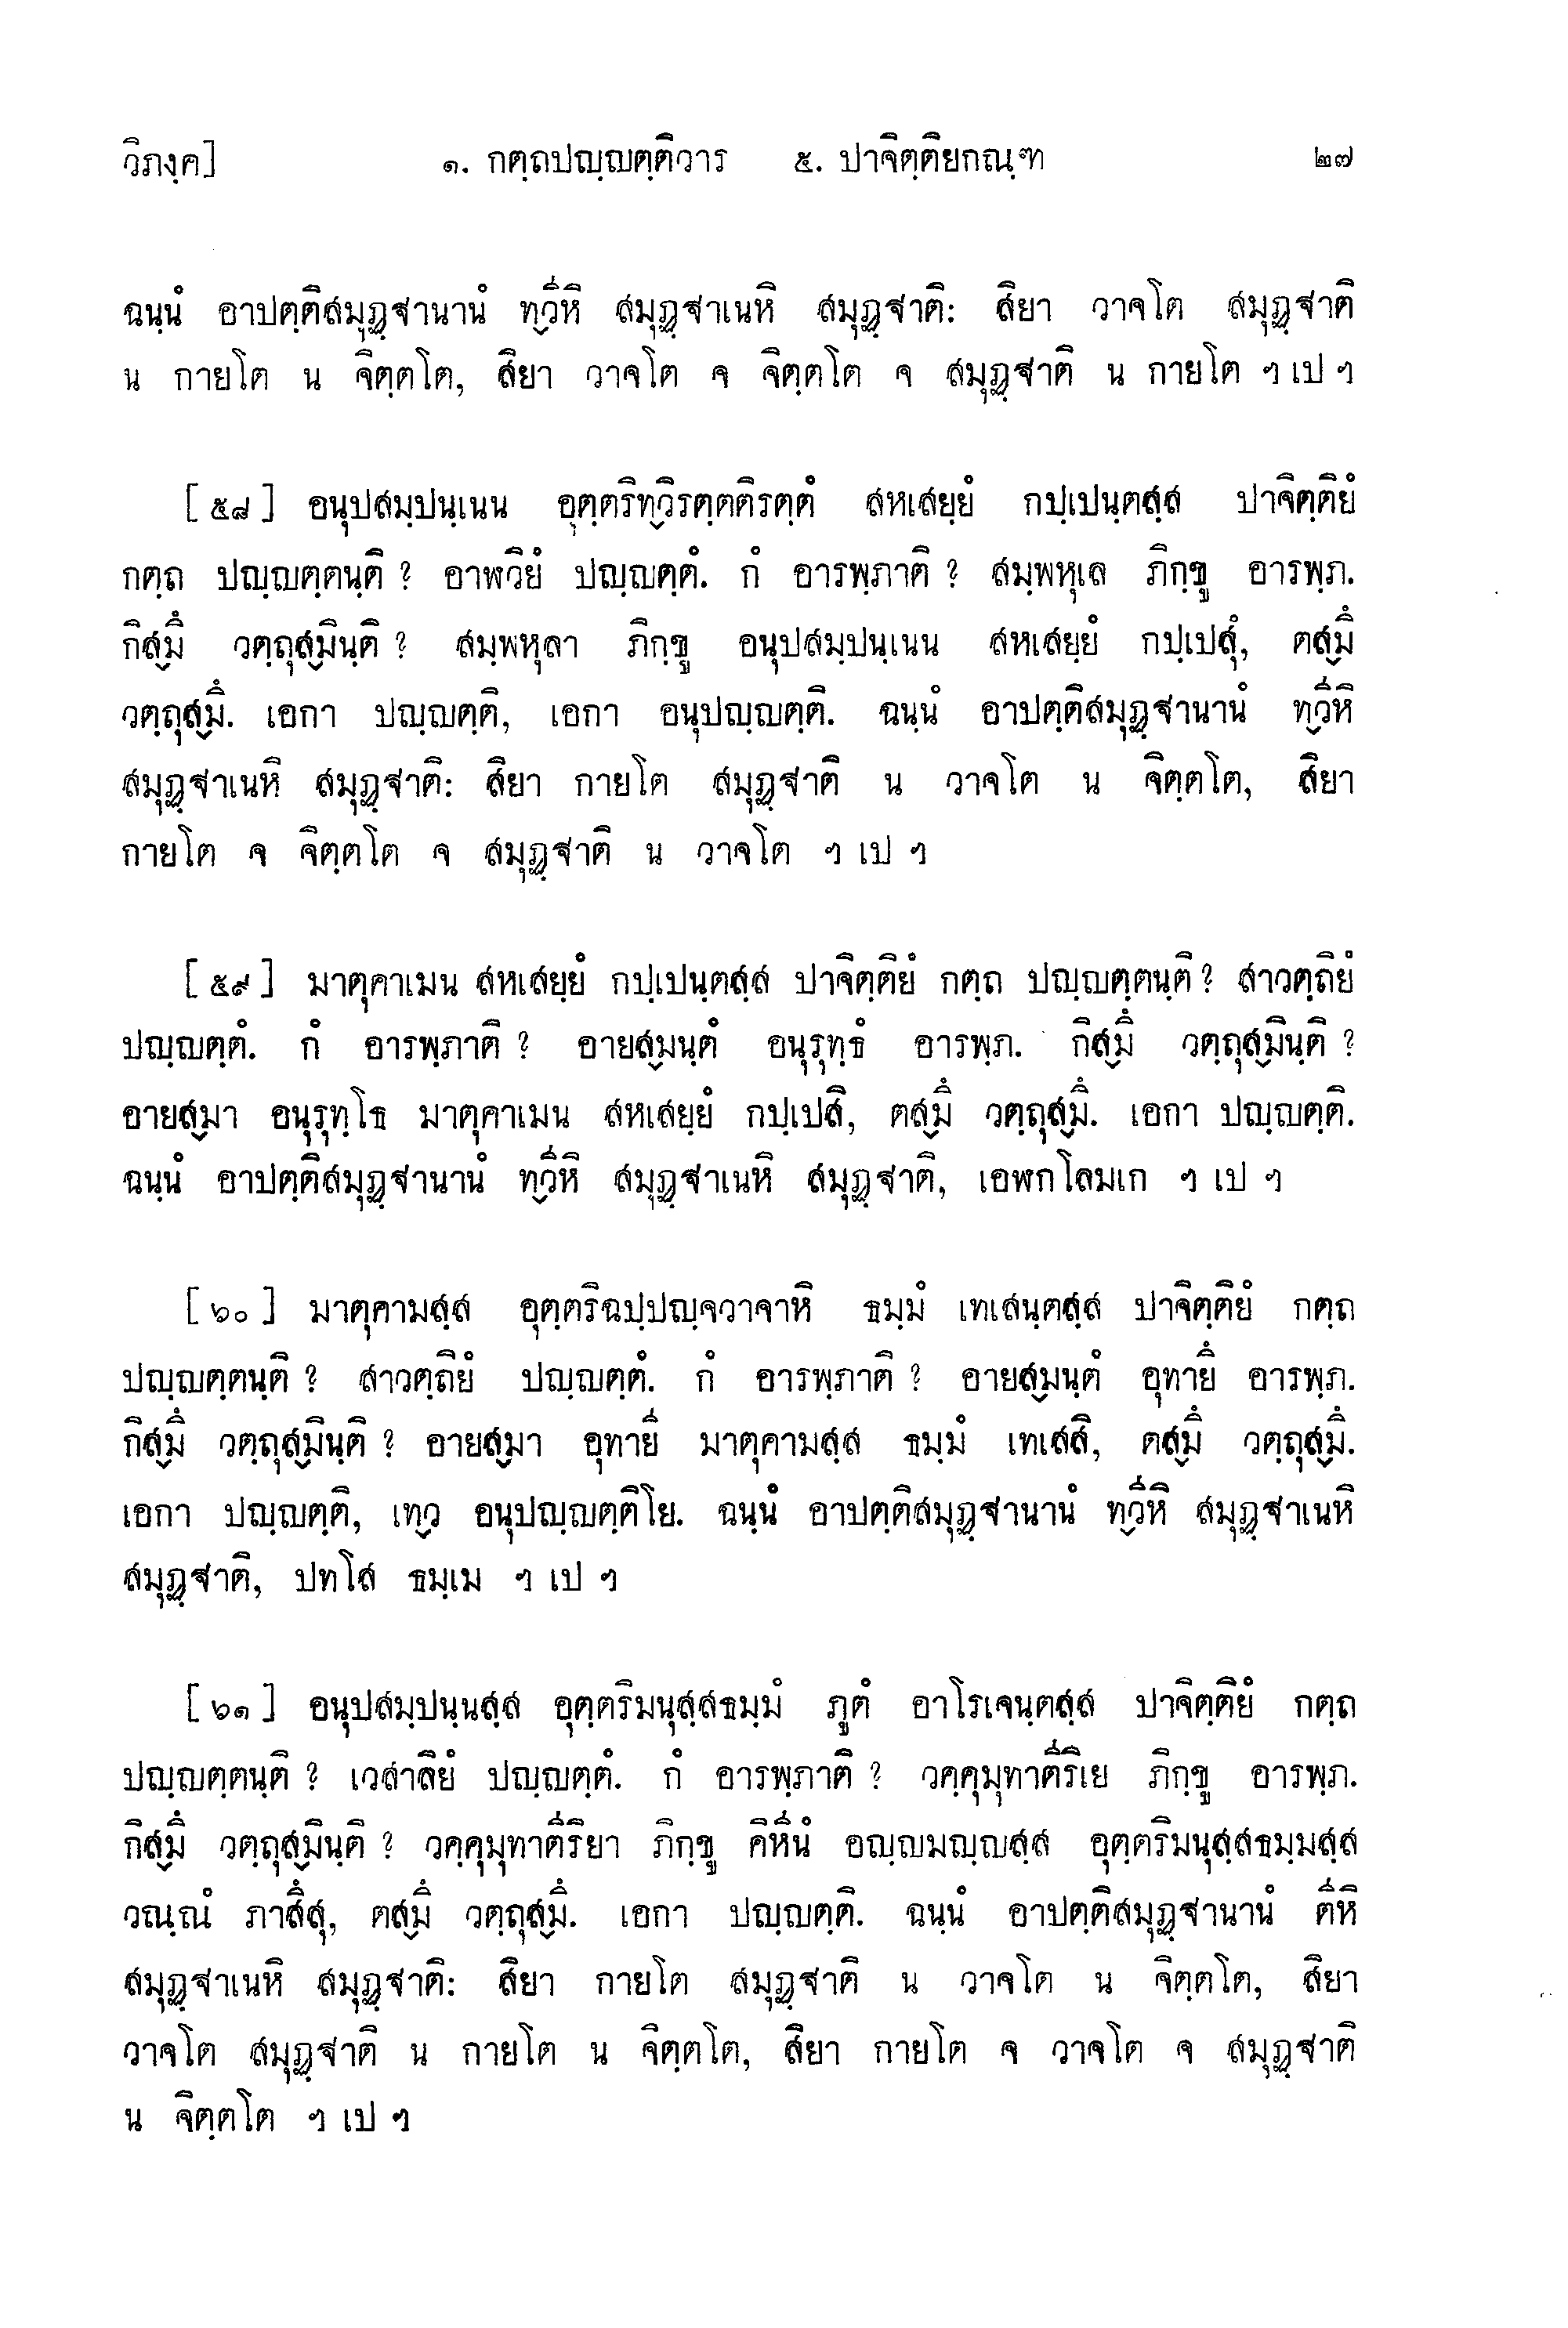 วิภงฺค] ๑. กตฺถปญฺญตฺติวาร ๕. ปาจิตฺติยกณฺฑ ๒๗
ฉนฺนํ อาปตฺติสมุฏฺฐานานํ ทฺวีหิ สมุฏฺฐาเนหิ สมุฏฺฐาติ: สิยา วาจโต สมุฏฺฐาติ
น กายโต น จิตฺตโต, สิยา วาจโต จ จิตฺตโต จ สมุฏฺฐาติ น กายโต ฯ เป ฯ
[๕๘] อนุปสมฺปนฺเนน อุตฺตริทฺวิรตฺตติรตฺตํ สหเสยฺยํ กปฺเปนฺตสฺส ปาจิตฺติยํ
กตฺถ ปญฺญตฺตนฺติ ? อาฬวิยํ ปญฺญตฺตํ. กํ อารพฺภาติ ? สมฺพหุเล ภิกฺขู อารพฺภ.
กิสฺมึ วตฺถุสฺมินฺติ ? สมฺพหุลา ภิกฺขู อนุปสมฺปนฺเนน สหเสยฺยํ กปฺเปสุํ, ตสฺมึ
วตฺถุสฺมึ. เอกา ปญฺญตฺติ, เอกา อนุปญฺญตฺติ. ฉนฺนํ อาปตฺติสมุฏฺฐานานํ ทฺวีหิ
สมุฏฺฐาเนหิ สมุฏฺฐาติ: สิยา กายโต สมุฏฺฐาติ น วาจโต น จิตฺตโต, สิยา
กายโต จ จิตฺตโต จ สมุฏฺฐาติ น วาจโต ฯ เป ฯ
[๕๙] มาตุคาเมน สหเสยฺยํ กปฺเปนฺตสฺส ปาจิตฺติยํ กตฺถ ปญฺญตฺตนฺติ ? สาวตฺถิยํ
ปญฺญตฺตํ. กํ อารพฺภาติ ? อายสฺมนฺตํ อนุรุทฺธํ อารพฺภ. กิสฺมึ วตฺถุสฺมินฺติ ?
อายสฺมา อนุรุทฺโธ มาตุคาเมน สหเสยฺยํ กปฺเปสิ, ตสฺมึ วตฺถุสฺมึ. เอกา ปญฺญตฺติ.
ฉนฺนํ อาปตฺติสมุฏฺฐานานํ ทฺวีหิ สมุฏฺฐาเนหิ สมุฏฺฐาติ, เอฬกโลมเก ฯ เป ฯ
[๖๐] มาตุคามสฺส อุตฺตริฉปฺปญฺจวาจาหิ ธมฺมํ เทเสนฺตสฺส ปาจิตฺติยํ กตฺถ
ปญฺญตฺตนฺติ ? สาวตฺถิยํ ปญฺญตฺตํ. กํ อารพฺภาติ ? อายสฺมนฺตํ อุทายึ อารพฺภ.
กิสฺมึ วตฺถุสฺมินฺติ ? อายสฺมา อุทายี มาตุคามสฺส ธมฺมํ เทเสสิ, ตสฺมึ วตฺถุสฺมึ.
เอกา ปญฺญตฺติ, เทฺว อนุปญฺญตฺติโย. ฉนฺนํ อาปตฺติสมุฏฺฐานานํ ทฺวีหิ สมุฏฺฐาเนหิ
สมุฏฺฐาติ, ปทโส ธมฺเม ฯ เป ฯ
[๖๑] อนุปสมฺปนฺนสฺส อุตฺตริมนุสฺสธมฺมํ ภูตํ อาโรเจนฺตสฺส ปาจิตฺติยํ กตฺถ
ปญฺญตฺตนฺติ ? เวสาลิยํ ปญฺญตฺตํ. กํ อารพฺภาติ ? วคฺคุมุทาตีริเย ภิกฺขู อารพฺภ.
กิสฺมึ วตฺถุสฺมินฺติ ? วคฺคุมุทาตีริยา ภิกฺขู คิหีนํ อญฺญมญฺญสฺส อุตฺตริมนุสฺสธมฺมสฺส
วณฺณํ ภาสึสุ, ตสฺมึ วตฺถุสฺมึ. เอกา ปญฺญตฺติ. ฉนฺนํ อาปตฺติสมุฏฺฐานานํ ตีหิ
สมุฏฺฐาเนหิ สมุฏฺฐาติ: สิยา กายโต สมุฏฺฐาติ น วาจโต น จิตฺตโต, สิยา
วาจโต สมุฏฺฐาติ น กายโต น จิตฺตโต, สิยา กายโต จ วาจโต จ สมุฏฺฐาติ
น จิตฺตโต ฯ เป ฯ